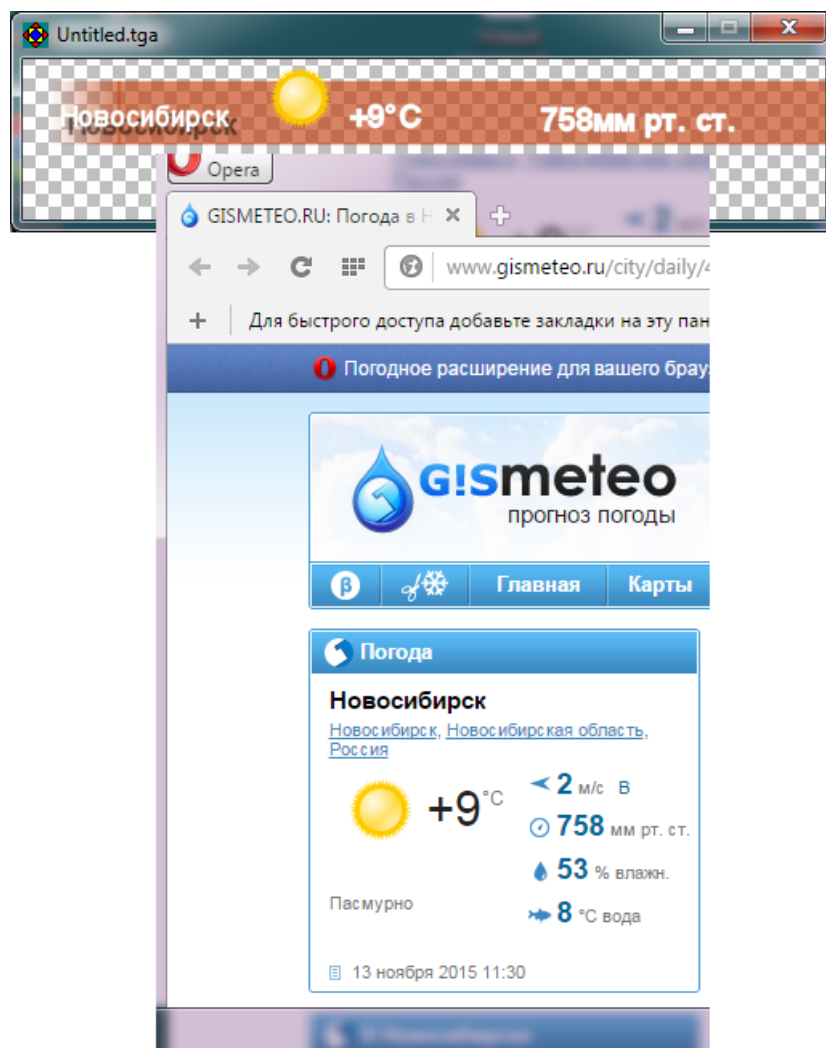 Untitled.tga
Новосибирск +9°C 758мм рт. ст.
Opera
GISMETEO.RU: Погода в Н
www.gismeteo.ru/city/daily/4
Для быстрого доступа добавьте закладки на эту пан
Погодное расширение для вашего брау
G!Smeteo
прогноз погоды
β Главная Карты
Погода
Новосибирск
Новосибирск, Новосибирская область,
Россия
+9°C
2 м/с В
758 мм рт. ст.
53 % влажн.
Пасмурно
8 °C вода
13 ноября 2015 11:30